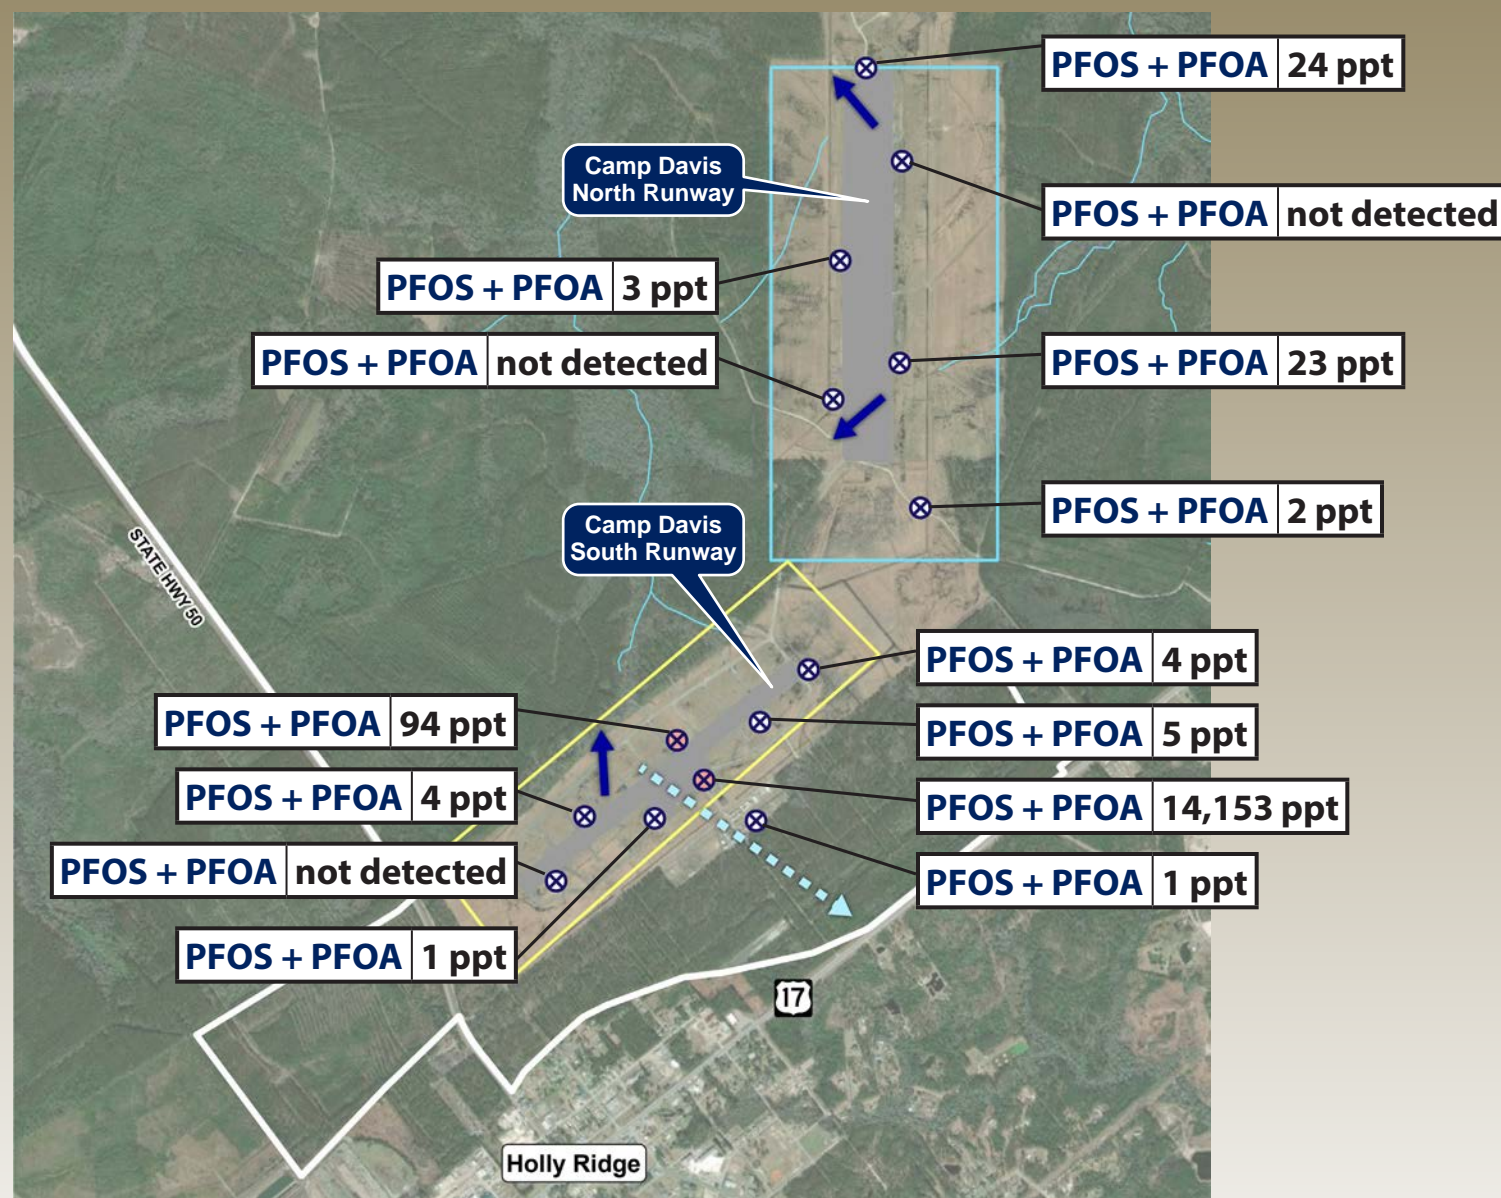 PFOS + PFOA 24 ppt
Camp Davis
North Runway
PFOS + PFOA not detected
PFOS + PFOA 3 ppt
PFOS + PFOA not detected
PFOS + PFOA 23 ppt
PFOS + PFOA 2 ppt
Camp Davis
South Runway
STATE HWY 50
PFOS + PFOA 4 ppt
PFOS + PFOA 94 ppt
PFOS + PFOA 5 ppt
PFOS + PFOA 4 ppt
PFOS + PFOA 14,153 ppt
PFOS + PFOA not detected
PFOS + PFOA 1 ppt
PFOS + PFOA 1 ppt
17
Holly Ridge